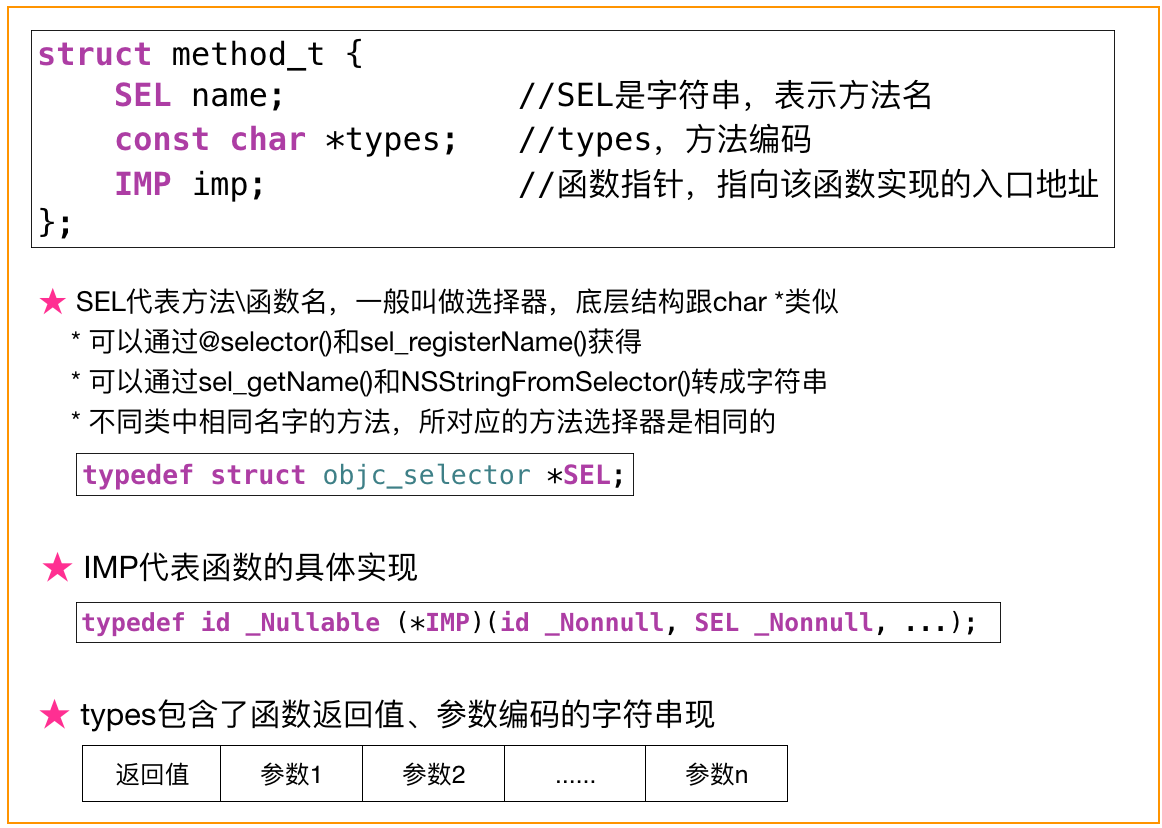 struct method_t {
SEL name; //SEL是字符串，表示方法名
const char *types; //types，方法编码
IMP imp; //函数指针，指向该函数实现的入口地址
};
★ SEL代表方法\函数名，一般叫做选择器，底层结构跟char *类似
* 可以通过@selector()和sel_registerName()获得
* 可以通过sel_getName()和NSStringFromSelector()转成字符串
* 不同类中相同名字的方法，所对应的方法选择器是相同的
typedef struct objc_selector *SEL;
★ IMP代表函数的具体实现
typedef id _Nullable (*IMP)(id _Nonnull, SEL _Nonnull, ...);
★ types包含了函数返回值、参数编码的字符串现
返回值 参数1 参数2 ...... 参数n